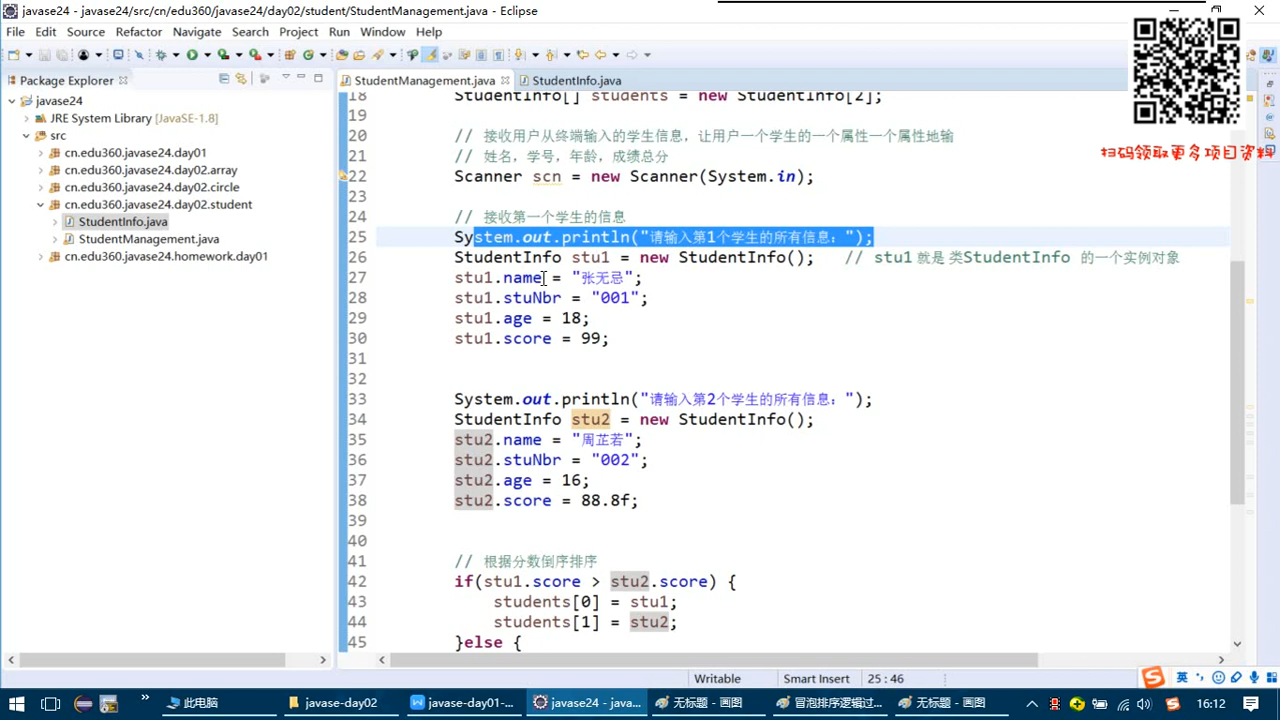 javase24 - javase24/src/cn/edu360/javase24/day02/student/StudentManagement.java - Eclipse
File Edit Source Refactor Navigate Search Project Run Window Help
扫码领取更多项目资料
Package Explorer
javase24
JRE System Library [JavaSE-1.8]
src
cn.edu360.javase24.day01
cn.edu360.javase24.day02.array
cn.edu360.javase24.day02.circle
cn.edu360.javase24.day02.student
StudentInfo.java
StudentManagement.java
cn.edu360.javase24.homework.day01
StudentManagement.java StudentInfo.java
18 StudentInfo[] students = new StudentInfo[2];
19
20 // 接收用户从终端输入的学生信息，让用户一个学生的一个属性一个属性地输
21 // 姓名，学号，年龄，成绩总分
22 Scanner scn = new Scanner(System.in);
23
24 // 接收第一个学生的信息
25 System.out.println("请输入第1个学生的所有信息：");
26 StudentInfo stu1 = new StudentInfo(); // stu1 就是 类StudentInfo 的一个实例对象
27 stu1.name = "张无忌";
28 stu1.stuNbr = "001";
29 stu1.age = 18;
30 stu1.score = 99;
31
32
33 System.out.println("请输入第2个学生的所有信息：");
34 StudentInfo stu2 = new StudentInfo();
35 stu2.name = "周芷若";
36 stu2.stuNbr = "002";
37 stu2.age = 16;
38 stu2.score = 88.8f;
39
40
41 // 根据分数倒序排序
42 if(stu1.score > stu2.score) {
43 students[0] = stu1;
44 students[1] = stu2;
45 }else {
Writable Smart Insert 25 : 46
英
此电脑 javase-day02 javase-day01-... javase24 - java... 无标题 - 画图 冒泡排序逻辑过... 无标题 - 画图 16:12